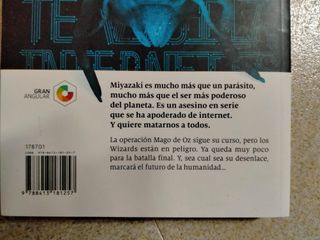 TE
INTERNET
GRAN
ANGULAR
Miyazaki es mucho más que un parásito,
mucho más que el ser más poderoso
del planeta. Es un asesino en serie
que se ha apoderado de internet.
Y quiere matarnos a todos.
La operación Mago de Oz sigue su curso, pero los
Wizards están en peligro. Ya queda muy poco
para la batalla final. Y, sea cual sea su desenlace,
marcará el futuro de la humanidad...
178701
9 788413 181257